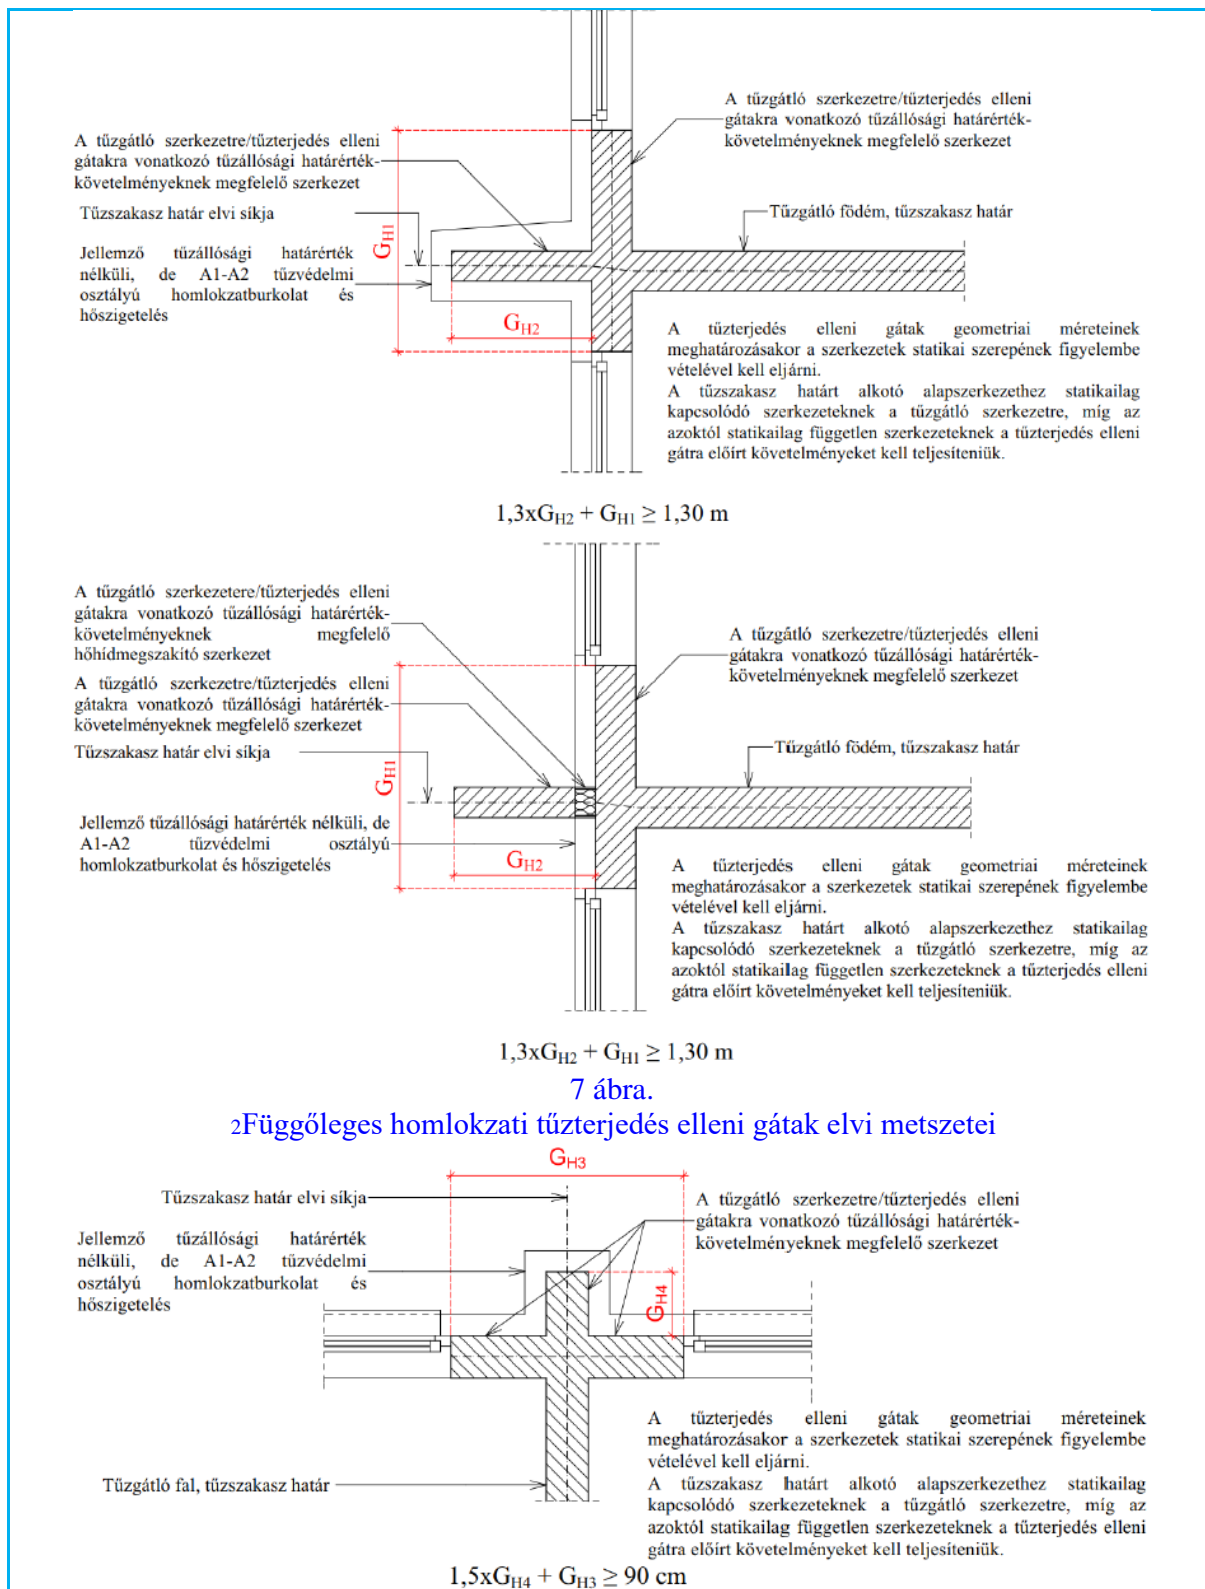 A tűzgátló szerkezetre/tűzterjedés elleni
gátakra vonatkozó tűzállósági határérték-
követelményeknek megfelelő szerkezet
A tűzgátló szerkezetre/tűzterjedés elleni
gátakra vonatkozó tűzállósági határérték-
követelményeknek megfelelő szerkezet
Tűzszakasz határ elvi síkja
Tűzgátló födém, tűzszakasz határ
Jellemző tűzállósági határérték
nélküli, de A1-A2 tűzvédelmi
osztályú homlokzatburkolat és
hőszigetelés
GH1
GH2
A tűzterjedés elleni gátak geometriai méreteinek
meghatározásakor a szerkezetek statikai szerepének figyelembe
vételével kell eljárni.
A tűzszakasz határt alkotó alapszerkezethez statikailag
kapcsolódó szerkezeteknek a tűzgátló szerkezetre, míg az
azoktól statikailag független szerkezeteknek a tűzterjedés elleni
gátra előírt követelményeket kell teljesíteniük.
1,3xGH2 + GH1 ≥ 1,30 m
A tűzgátló szerkezetere/tűzterjedés elleni
gátakra vonatkozó tűzállósági határérték-
követelményeknek megfelelő
hőhídmegszakító szerkezet
A tűzgátló szerkezetre/tűzterjedés elleni
gátakra vonatkozó tűzállósági határérték-
követelményeknek megfelelő szerkezet
A tűzgátló szerkezetre/tűzterjedés elleni
gátakra vonatkozó tűzállósági határérték-
követelményeknek megfelelő szerkezet
Tűzszakasz határ elvi síkja
Tűzgátló födém, tűzszakasz határ
GH1
Jellemző tűzállósági határérték nélküli, de
A1-A2 tűzvédelmi osztályú
homlokzatburkolat és hőszigetelés
GH2
A tűzterjedés elleni gátak geometriai méreteinek
meghatározásakor a szerkezetek statikai szerepének figyelembe
vételével kell eljárni.
A tűzszakasz határt alkotó alapszerkezethez statikailag
kapcsolódó szerkezeteknek a tűzgátló szerkezetre, míg az
azoktól statikailag független szerkezeteknek a tűzterjedés elleni
gátra előírt követelményeket kell teljesíteniük.
1,3xGH2 + GH1 ≥ 1,30 m
7 ábra.
2Függőleges homlokzati tűzterjedés elleni gátak elvi metszetei
GH3
Tűzszakasz határ elvi síkja
A tűzgátló szerkezetre/tűzterjedés elleni
gátakra vonatkozó tűzállósági határérték-
követelményeknek megfelelő szerkezet
Jellemző tűzállósági határérték
nélküli, de A1-A2 tűzvédelmi
osztályú homlokzatburkolat és
hőszigetelés
GH4
A tűzterjedés elleni gátak geometriai méreteinek
meghatározásakor a szerkezetek statikai szerepének figyelembe
vételével kell eljárni.
A tűzszakasz határt alkotó alapszerkezethez statikailag
kapcsolódó szerkezeteknek a tűzgátló szerkezetre, míg az
azoktól statikailag független szerkezeteknek a tűzterjedés elleni
gátra előírt követelményeket kell teljesíteniük.
Tűzgátló fal, tűzszakasz határ
1,5xGH4 + GH3 ≥ 90 cm